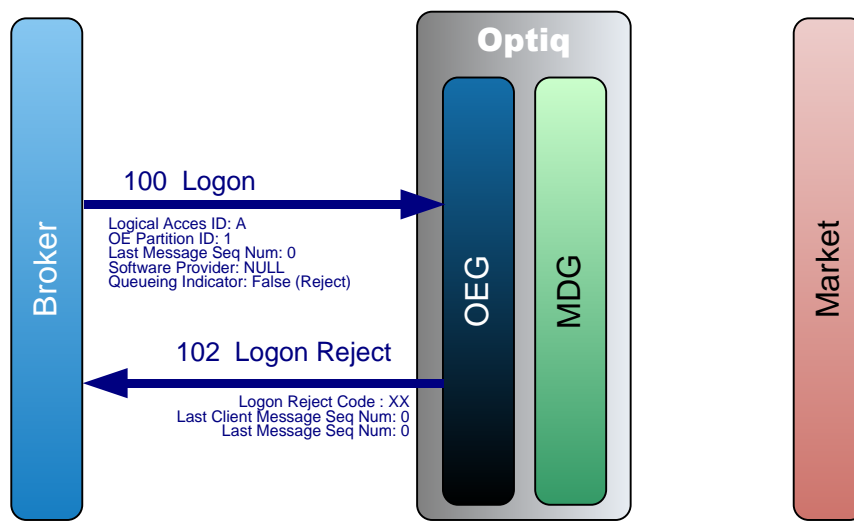 Optiq
100 Logon
Logical Acces ID: A
OE Partition ID: 1
Last Message Seq Num: 0
Software Provider: NULL
Queueing Indicator: False (Reject)
Broker
OEG
MDG
Market
102 Logon Reject
Logon Reject Code : XX
Last Client Message Seq Num: 0
Last Message Seq Num: 0